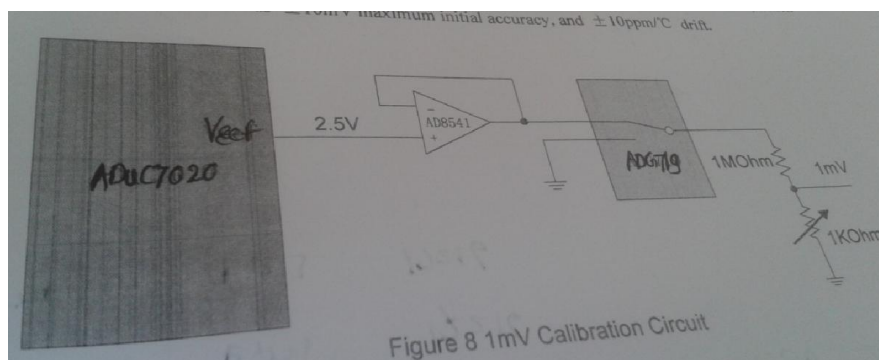 maximum initial accuracy, and ±10ppm/°C drift.
Vref
2.5V
AD8541
ADuC7020
ADG719
1MOhm
1mV
1KOhm
Figure 8 1mV Calibration Circuit